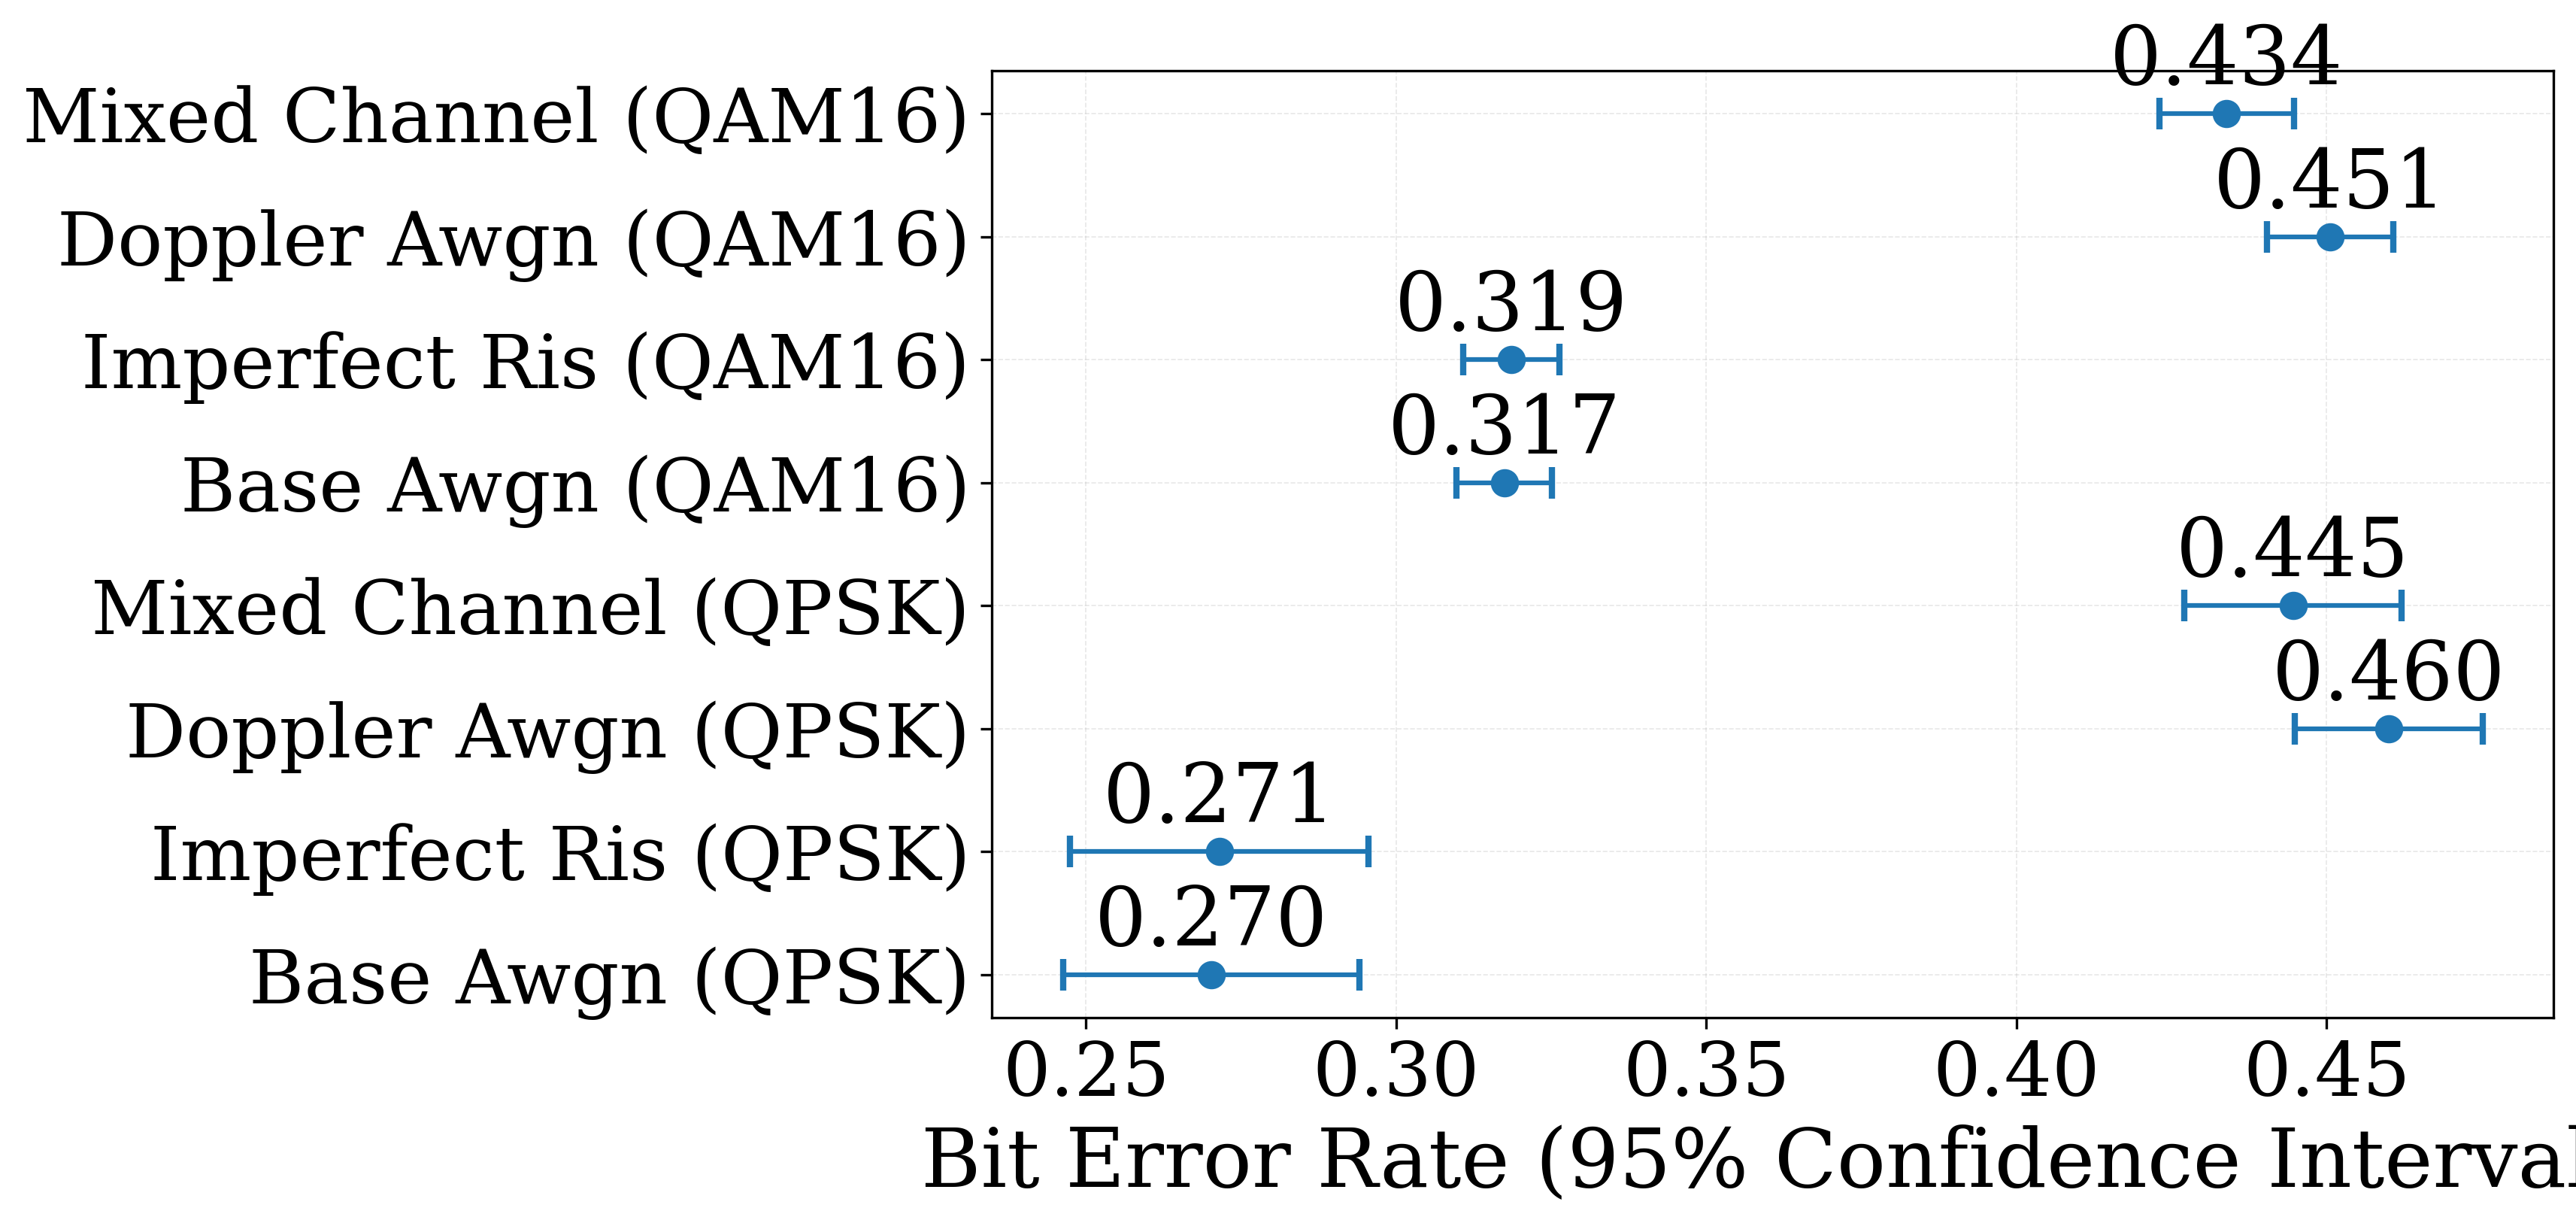 0.434
Mixed Channel (QAM16)
0.451
Doppler Awgn (QAM16)
0.319
Imperfect Ris (QAM16)
0.317
Base Awgn (QAM16)
0.445
Mixed Channel (QPSK)
0.460
Doppler Awgn (QPSK)
0.271
Imperfect Ris (QPSK)
0.270
Base Awgn (QPSK)
0.25 0.30 0.35 0.40 0.45
Bit Error Rate (95% Confidence Interval